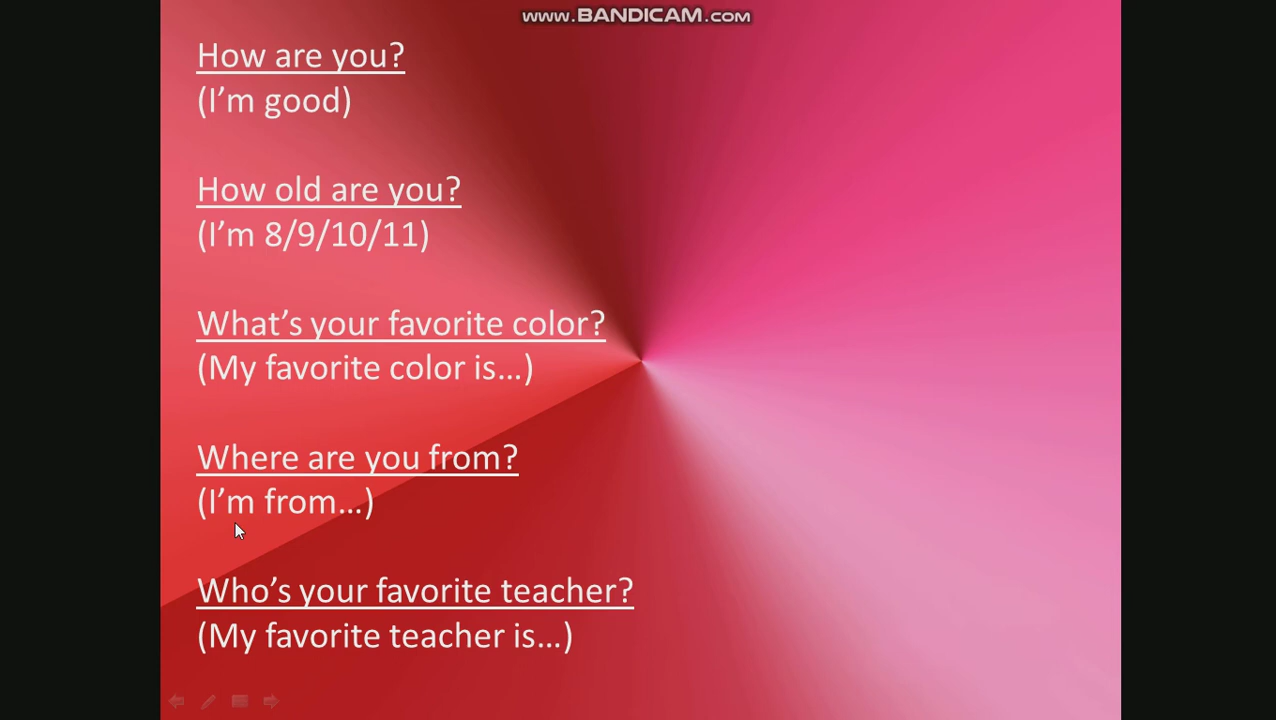 www.BANDICAM.com
How are you?
(I’m good)
How old are you?
(I’m 8/9/10/11)
What’s your favorite color?
(My favorite color is…)
Where are you from?
(I’m from…)
Who’s your favorite teacher?
(My favorite teacher is…)